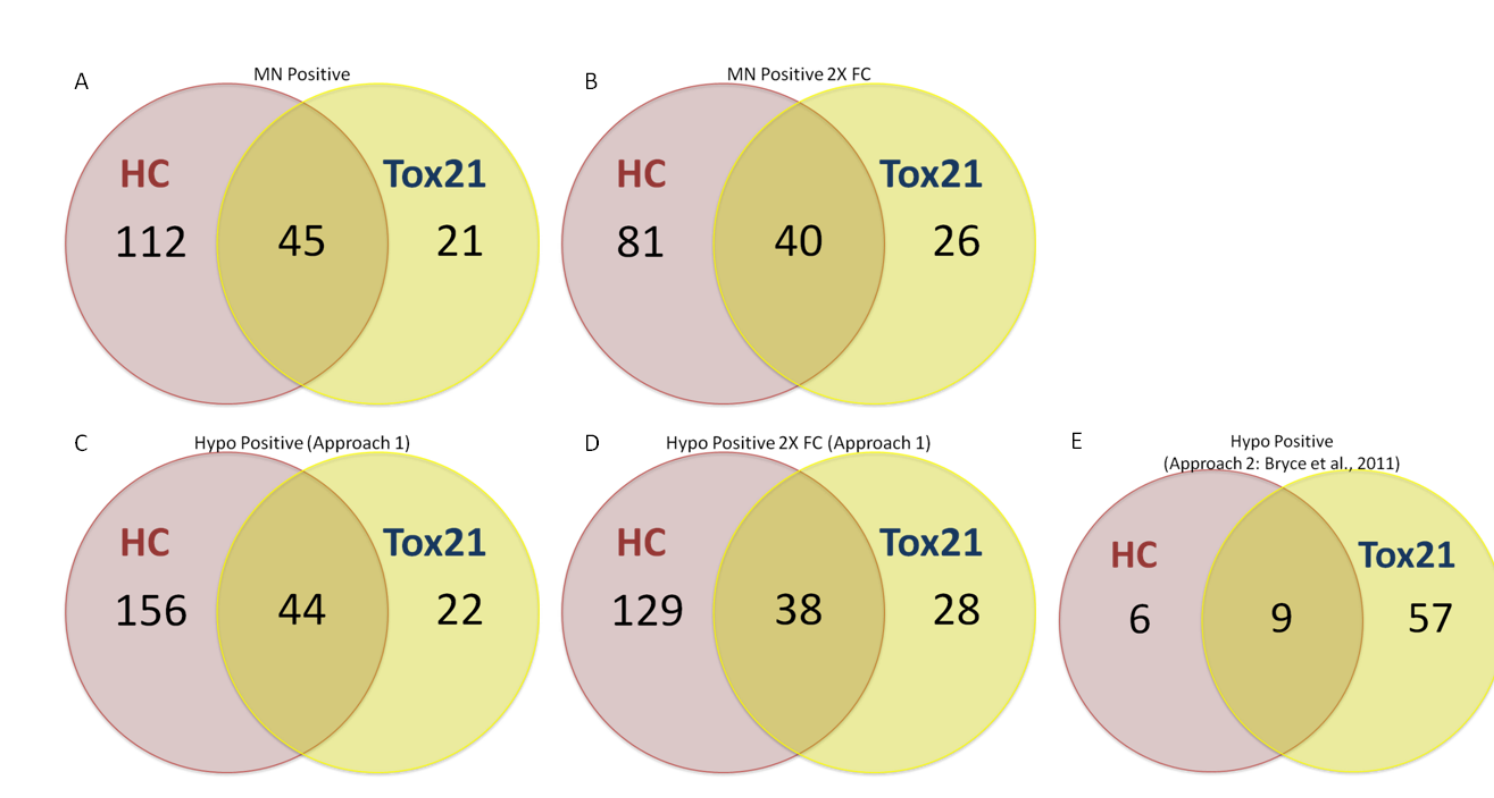 A
MN Positive
HC
Tox21
112
45
21
B
MN Positive 2X FC
HC
Tox21
81
40
26
C
Hypo Positive (Approach 1)
HC
Tox21
156
44
22
D
Hypo Positive 2X FC (Approach 1)
HC
Tox21
129
38
28
E
Hypo Positive
(Approach 2: Bryce et al., 2011)
HC
Tox21
6
9
57